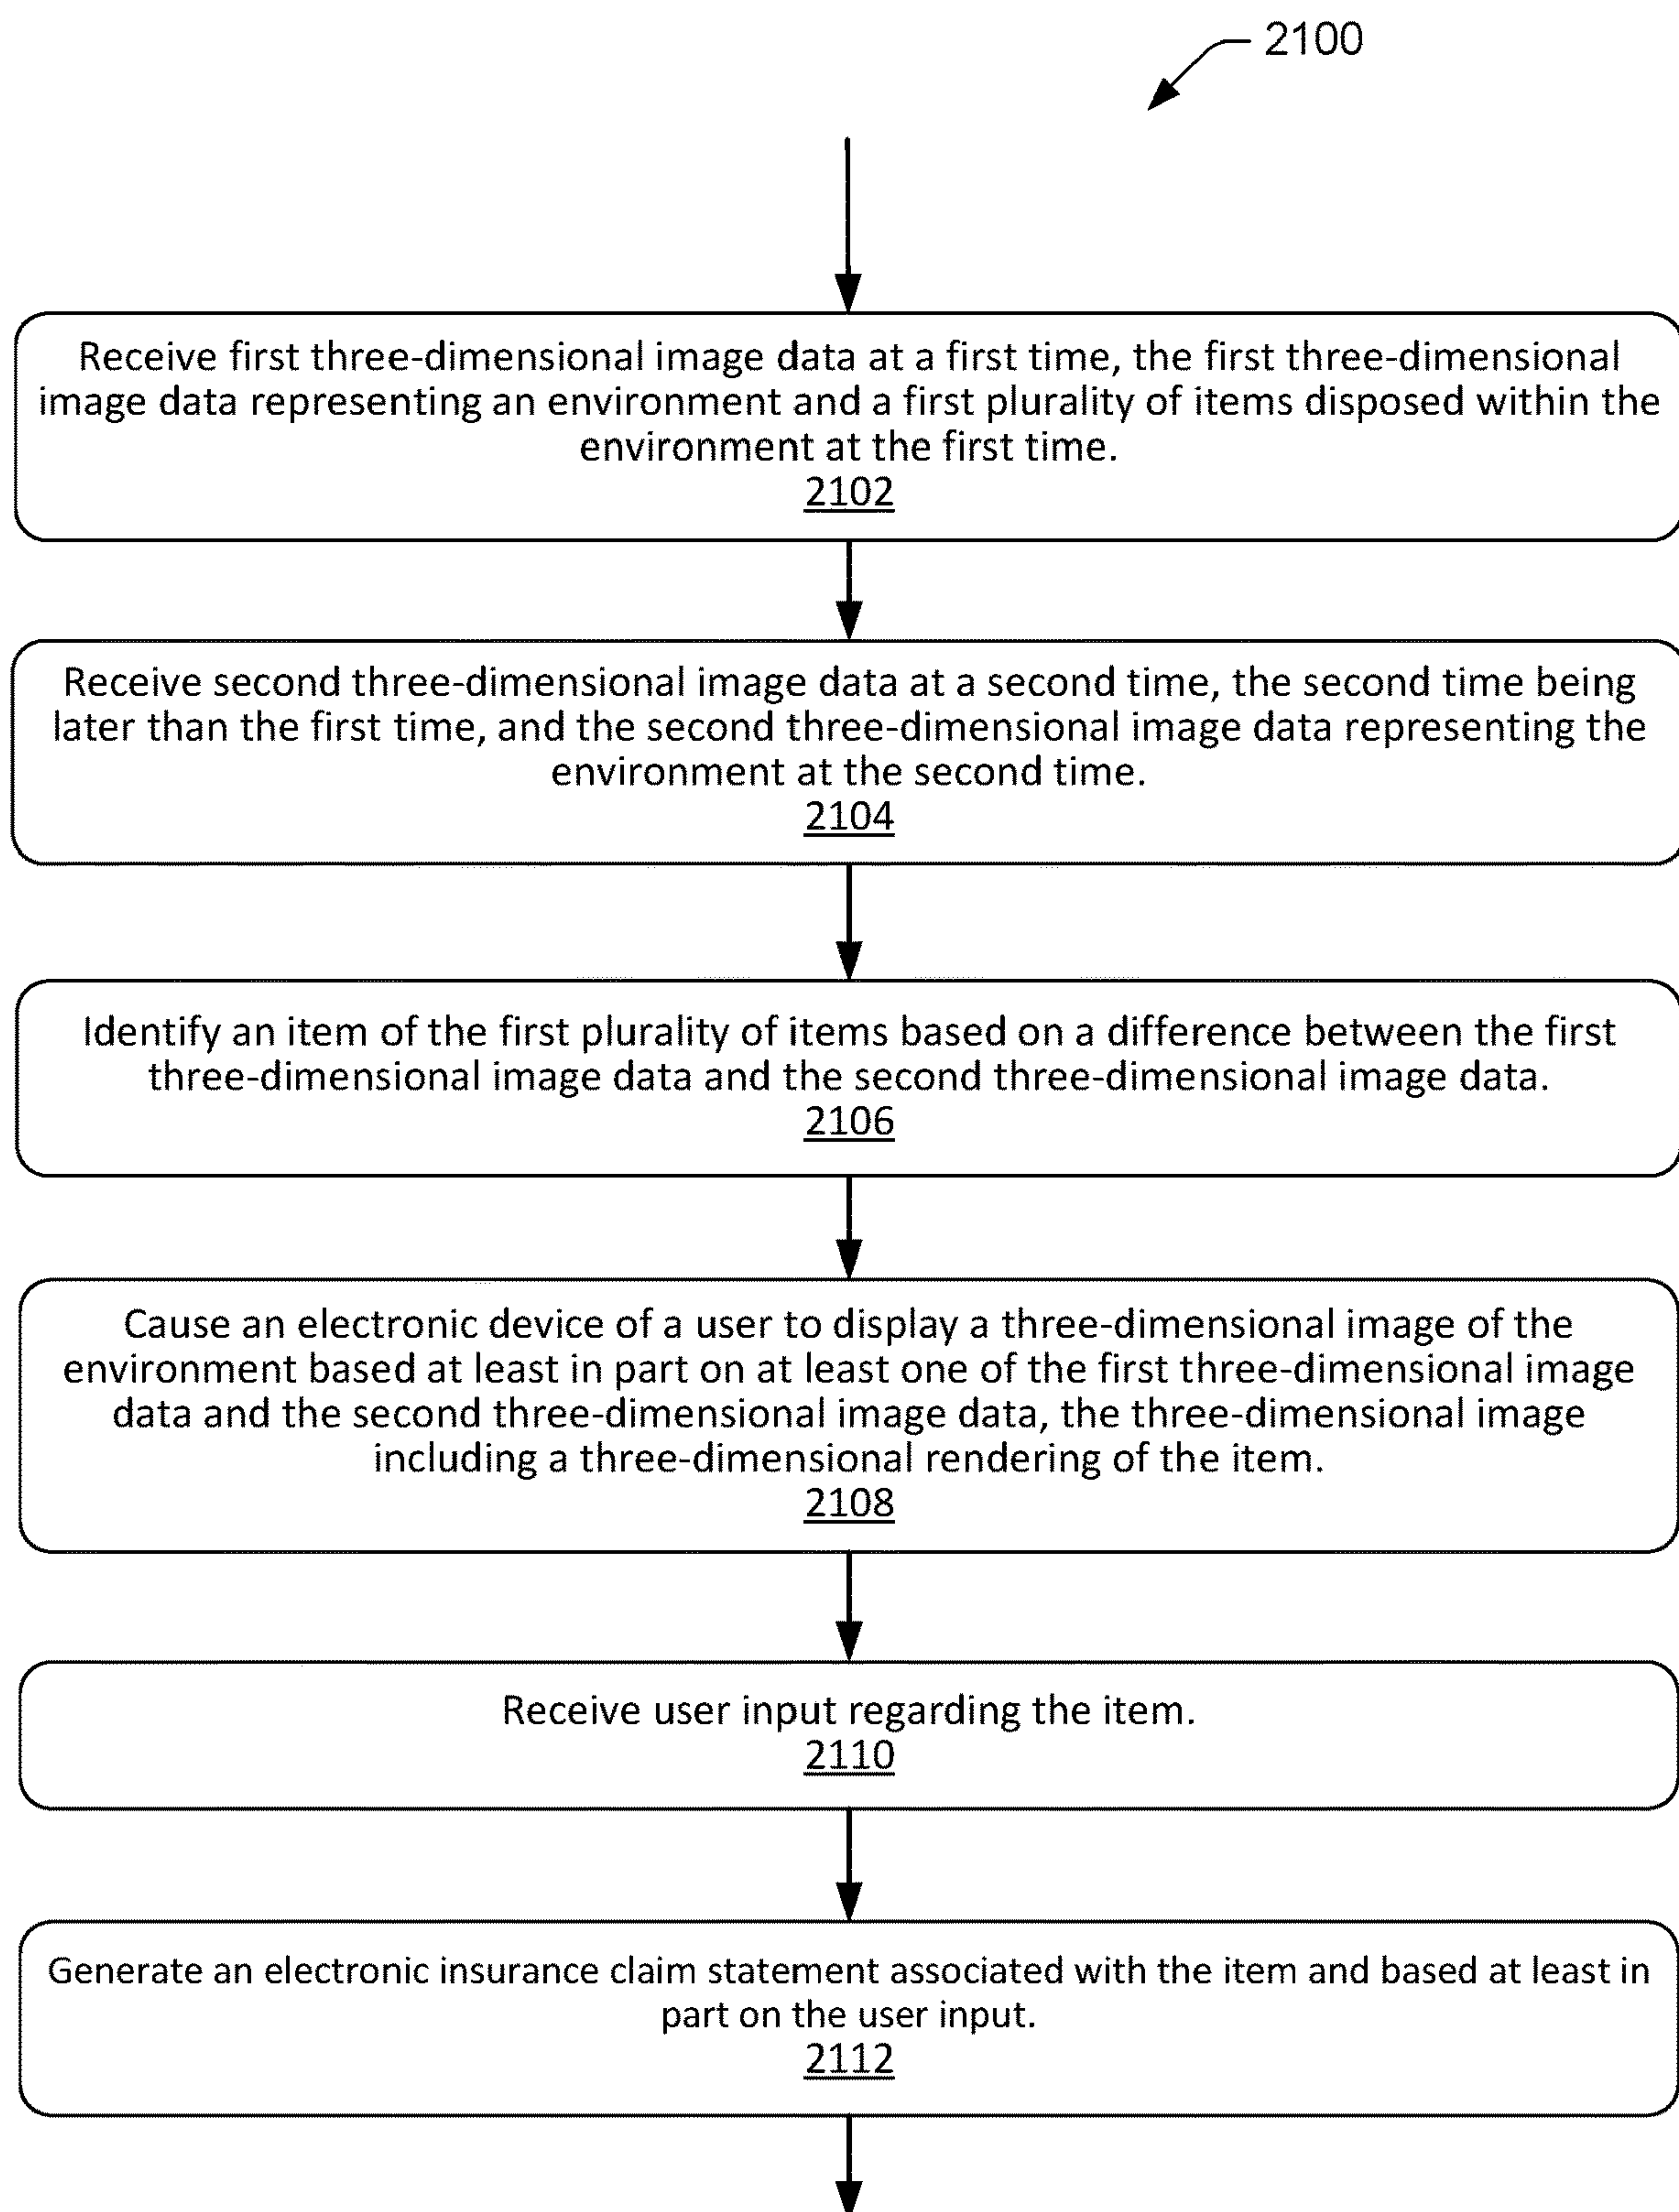 2100
Receive first three-dimensional image data at a first time, the first three-dimensional
image data representing an environment and a first plurality of items disposed within the
environment at the first time.
2102
Receive second three-dimensional image data at a second time, the second time being
later than the first time, and the second three-dimensional image data representing the
environment at the second time.
2104
Identify an item of the first plurality of items based on a difference between the first
three-dimensional image data and the second three-dimensional image data.
2106
Cause an electronic device of a user to display a three-dimensional image of the
environment based at least in part on at least one of the first three-dimensional image
data and the second three-dimensional image data, the three-dimensional image
including a three-dimensional rendering of the item.
2108
Receive user input regarding the item.
2110
Generate an electronic insurance claim statement associated with the item and based at least in
part on the user input.
2112